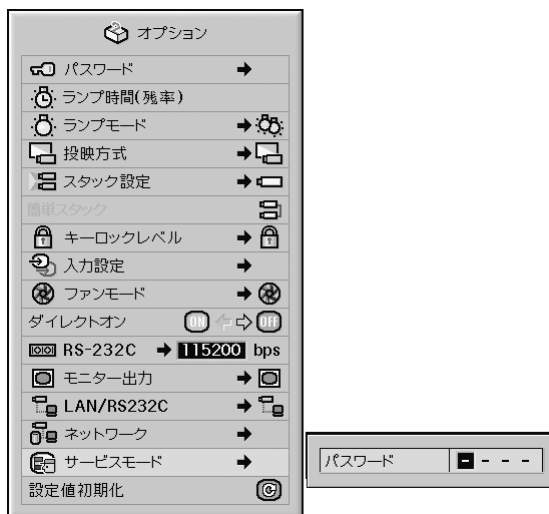 オプション
パスワード
ランプ時間(残率)
ランプモード
投映方式
スタック設定
簡単スタック
キーロックレベル
入力設定
ファンモード
ダイレクトオン ON OFF
RS-232C 115200 bps
モニター出力
LAN/RS232C
ネットワーク
サービスモード
パスワード - - - -
設定値初期化